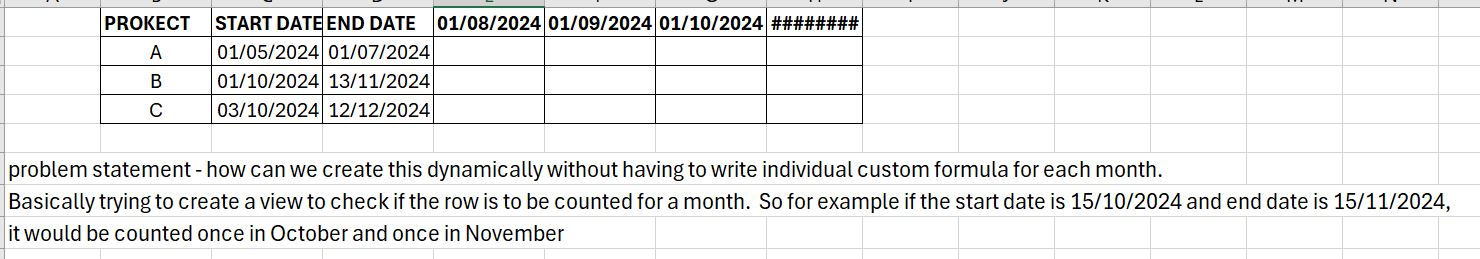 PROKECT START DATE END DATE 01/08/2024 01/09/2024 01/10/2024 ########
A 01/05/2024 01/07/2024
B 01/10/2024 13/11/2024
C 03/10/2024 12/12/2024
problem statement - how can we create this dynamically without having to write individual custom formula for each month.
Basically trying to create a view to check if the row is to be counted for a month. So for example if the start date is 15/10/2024 and end date is 15/11/2024,
it would be counted once in October and once in November